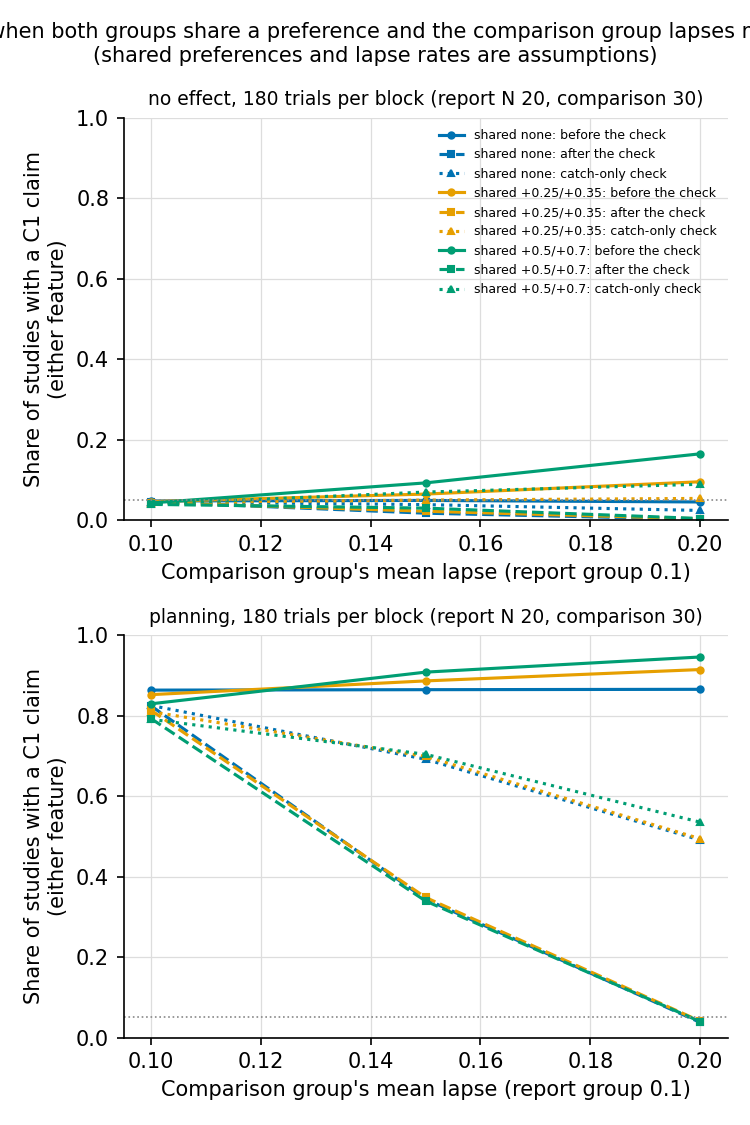 when both groups share a preference and the comparison group lapses
(shared preferences and lapse rates are assumptions)
no effect, 180 trials per block (report N 20, comparison 30)
1.0
0.8
0.6
0.4
0.2
0.0
Share of studies with a C1 claim
(either feature)
shared none: before the check
shared none: after the check
shared none: catch-only check
shared +0.25/+0.35: before the check
shared +0.25/+0.35: after the check
shared +0.25/+0.35: catch-only check
shared +0.5/+0.7: before the check
shared +0.5/+0.7: after the check
shared +0.5/+0.7: catch-only check
0.10 0.12 0.14 0.16 0.18 0.20
Comparison group's mean lapse (report group 0.1)
planning, 180 trials per block (report N 20, comparison 30)
1.0
0.8
0.6
0.4
0.2
0.0
Share of studies with a C1 claim
(either feature)
0.10 0.12 0.14 0.16 0.18 0.20
Comparison group's mean lapse (report group 0.1)